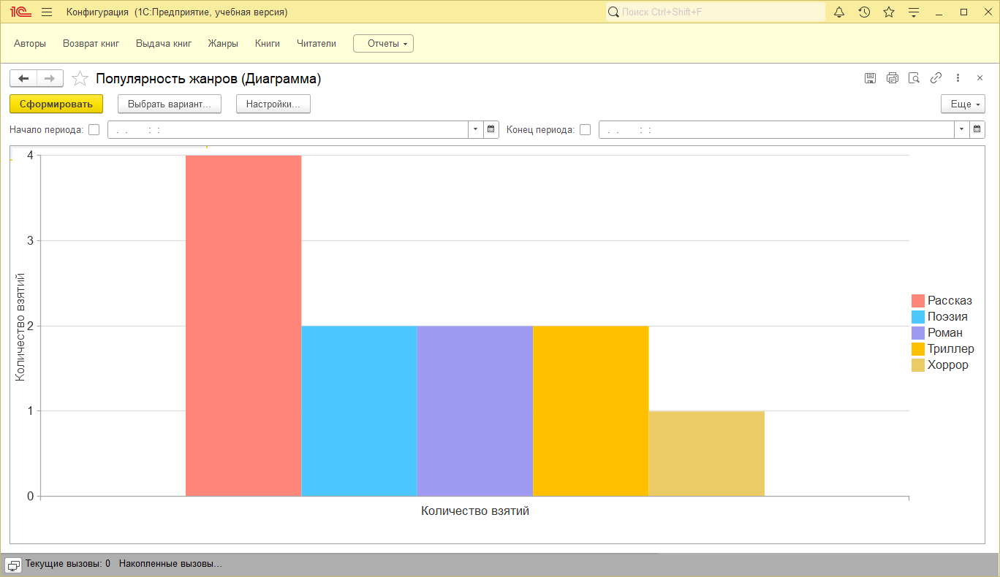 1С Конфигурация (1С:Предприятие, учебная версия) Поиск Ctrl+Shift+F
Авторы Возврат книг Выдача книг Жанры Книги Читатели Отчеты
Популярность жанров (Диаграмма)
Сформировать Выбрать вариант... Настройки... Еще
Начало периода: . . : : Конец периода: . . : :
4
3
2
1
0
Количество взятий
Количество взятий
Рассказ
Поэзия
Роман
Триллер
Хоррор
Текущие вызовы: 0 Накопленные вызовы...